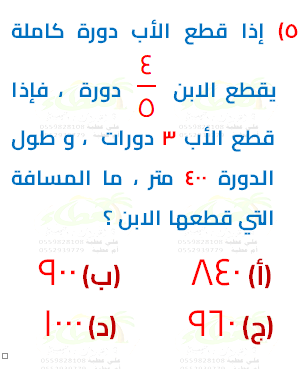 ٥) إذا قطع الأب دورة كاملة
يقطع الابن ٤/٥ دورة ، فإذا
قطع الأب ٣ دورات ، و طول
الدورة ٤٠٠ متر ، ما المسافة
التي قطعها الابن ؟
(أ) ٨٤٠ (ب) ٩٠٠
(ج) ٩٦٠ (د) ١٠٠٠